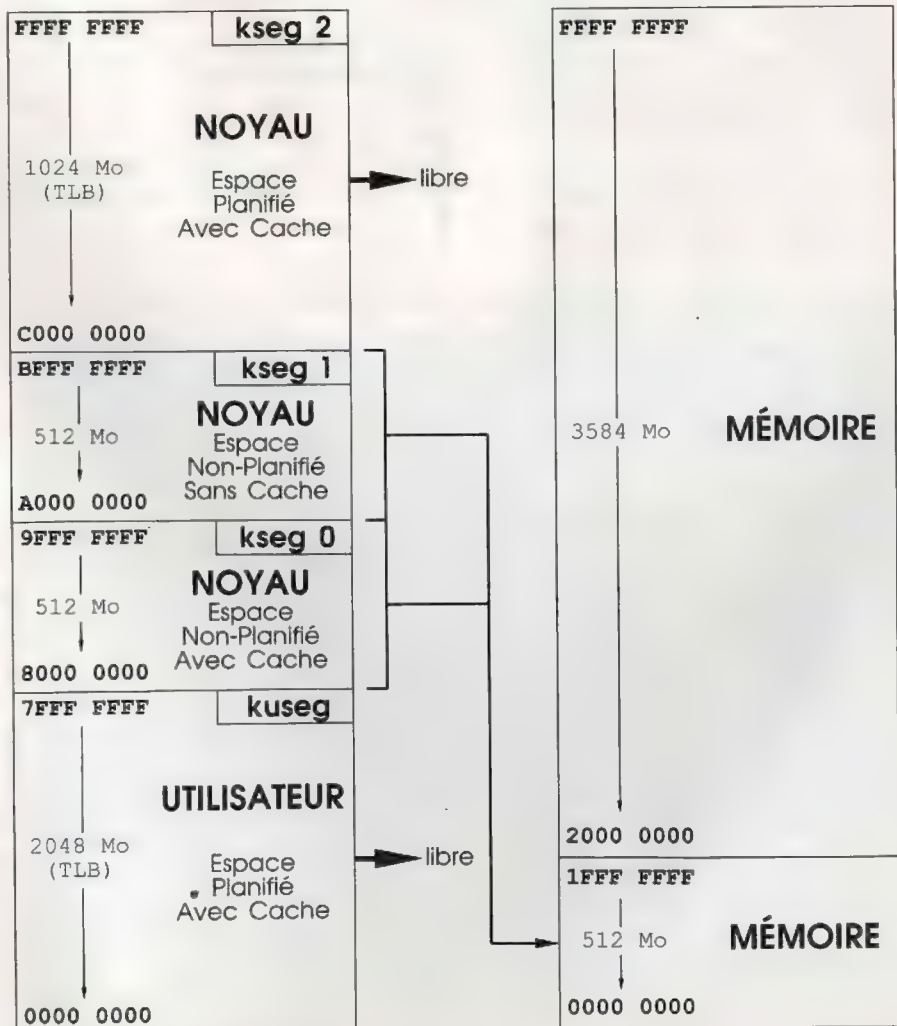 FFFF FFFF
kseg 2
NOYAU
1024 Mo
(TLB)
Espace
Planifié
Avec Cache
libre
C000 0000
BFFF FFFF
kseg 1
NOYAU
512 Mo
Espace
Non-Planifié
Sans Cache
A000 0000
9FFF FFFF
kseg 0
NOYAU
512 Mo
Espace
Non-Planifié
Avec Cache
8000 0000
7FFF FFFF
kuseg
UTILISATEUR
2048 Mo
(TLB)
Espace
Planifié
Avec Cache
libre
0000 0000
FFFF FFFF
3584 Mo
MÉMOIRE
2000 0000
1FFF FFFF
512 Mo
MÉMOIRE
0000 0000